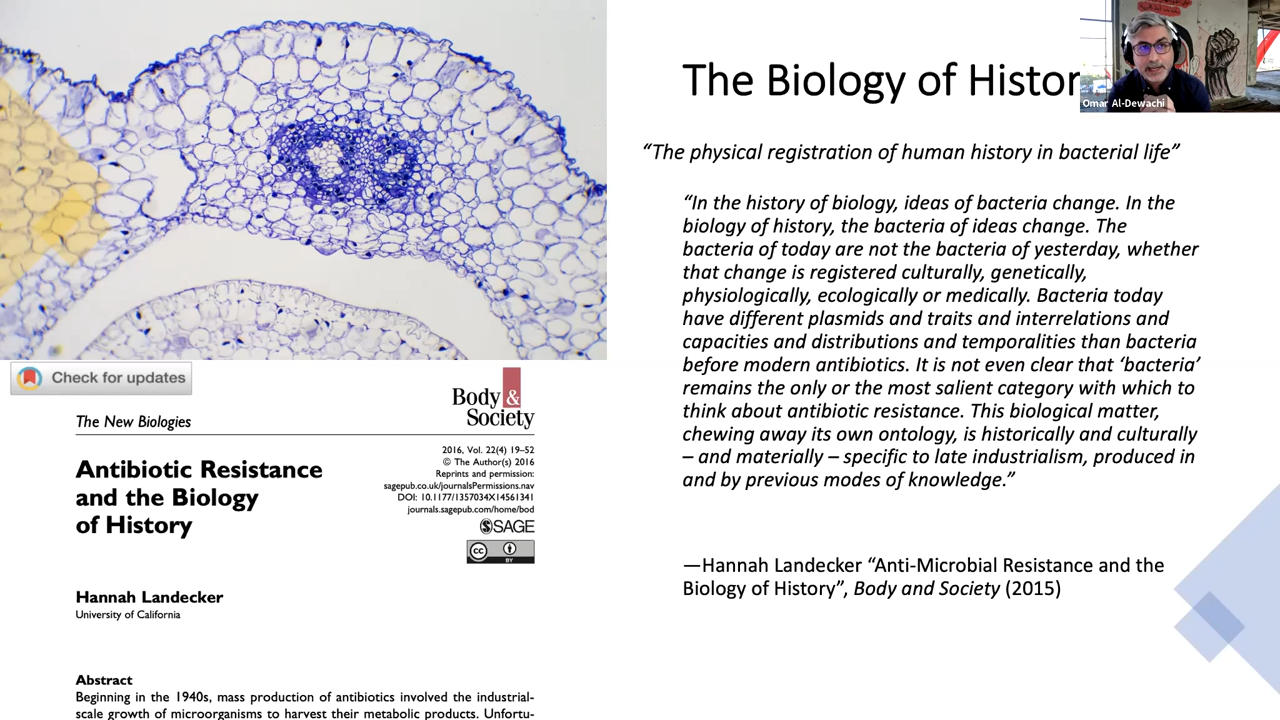 The Biology of Histor
Omar Al-Dewachi
“The physical registration of human history in bacterial life”
“In the history of biology, ideas of bacteria change. In the
biology of history, the bacteria of ideas change. The
bacteria of today are not the bacteria of yesterday, whether
that change is registered culturally, genetically,
physiologically, ecologically or medically. Bacteria today
have different plasmids and traits and interrelations and
capacities and distributions and temporalities than bacteria
before modern antibiotics. It is not even clear that ‘bacteria’
remains the only or the most salient category with which to
think about antibiotic resistance. This biological matter,
chewing away its own ontology, is historically and culturally
– and materially – specific to late industrialism, produced in
and by previous modes of knowledge.”
—Hannah Landecker “Anti-Microbial Resistance and the
Biology of History”, Body and Society (2015)
Check for updates
The New Biologies
Body &
Society
Antibiotic Resistance
and the Biology
of History
2016, Vol. 22(4) 19–52
© The Author(s) 2016
Reprints and permission:
sagepub.co.uk/journalsPermissions.nav
DOI: 10.1177/1357034X14561341
journals.sagepub.com/home/bod
SAGE
CC BY
Hannah Landecker
University of California
Abstract
Beginning in the 1940s, mass production of antibiotics involved the industrial-
scale growth of microorganisms to harvest their metabolic products. Unfortu-